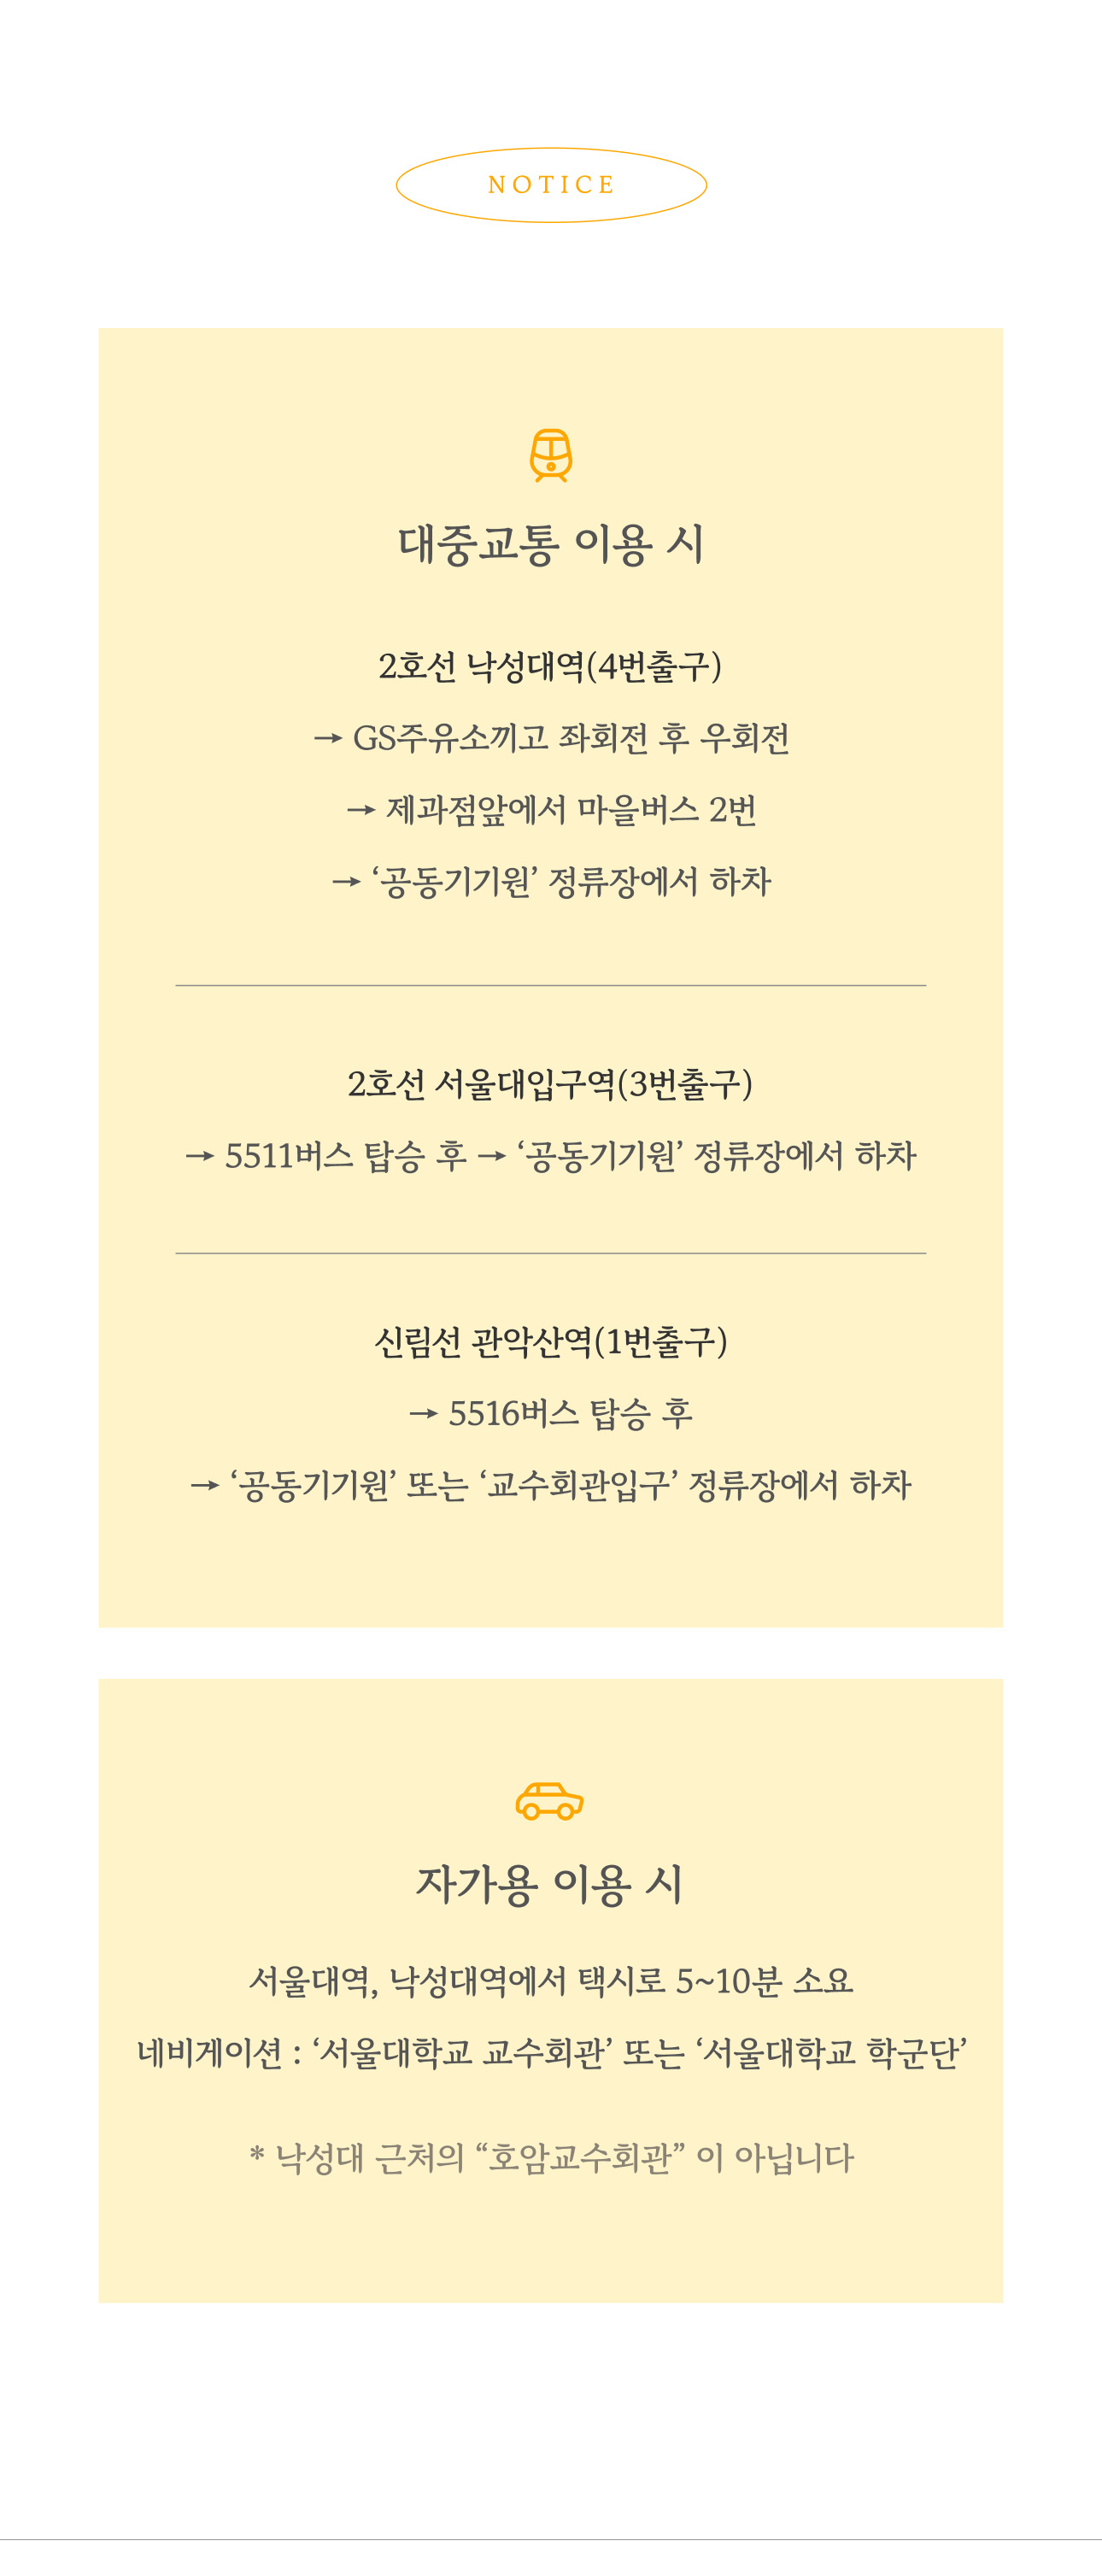 NOTICE
대중교통 이용 시
2호선 낙성대역(4번출구)
→ GS주유소끼고 좌회전 후 우회전
→ 제과점앞에서 마을버스 2번
→ ‘공동기기원’ 정류장에서 하차
2호선 서울대입구역(3번출구)
→ 5511버스 탑승 후 → ‘공동기기원’ 정류장에서 하차
신림선 관악산역(1번출구)
→ 5516버스 탑승 후
→ ‘공동기기원’ 또는 ‘교수회관입구’ 정류장에서 하차
자가용 이용 시
서울대역, 낙성대역에서 택시로 5~10분 소요
네비게이션 : ‘서울대학교 교수회관’ 또는 ‘서울대학교 학군단’
* 낙성대 근처의 “호암교수회관” 이 아닙니다